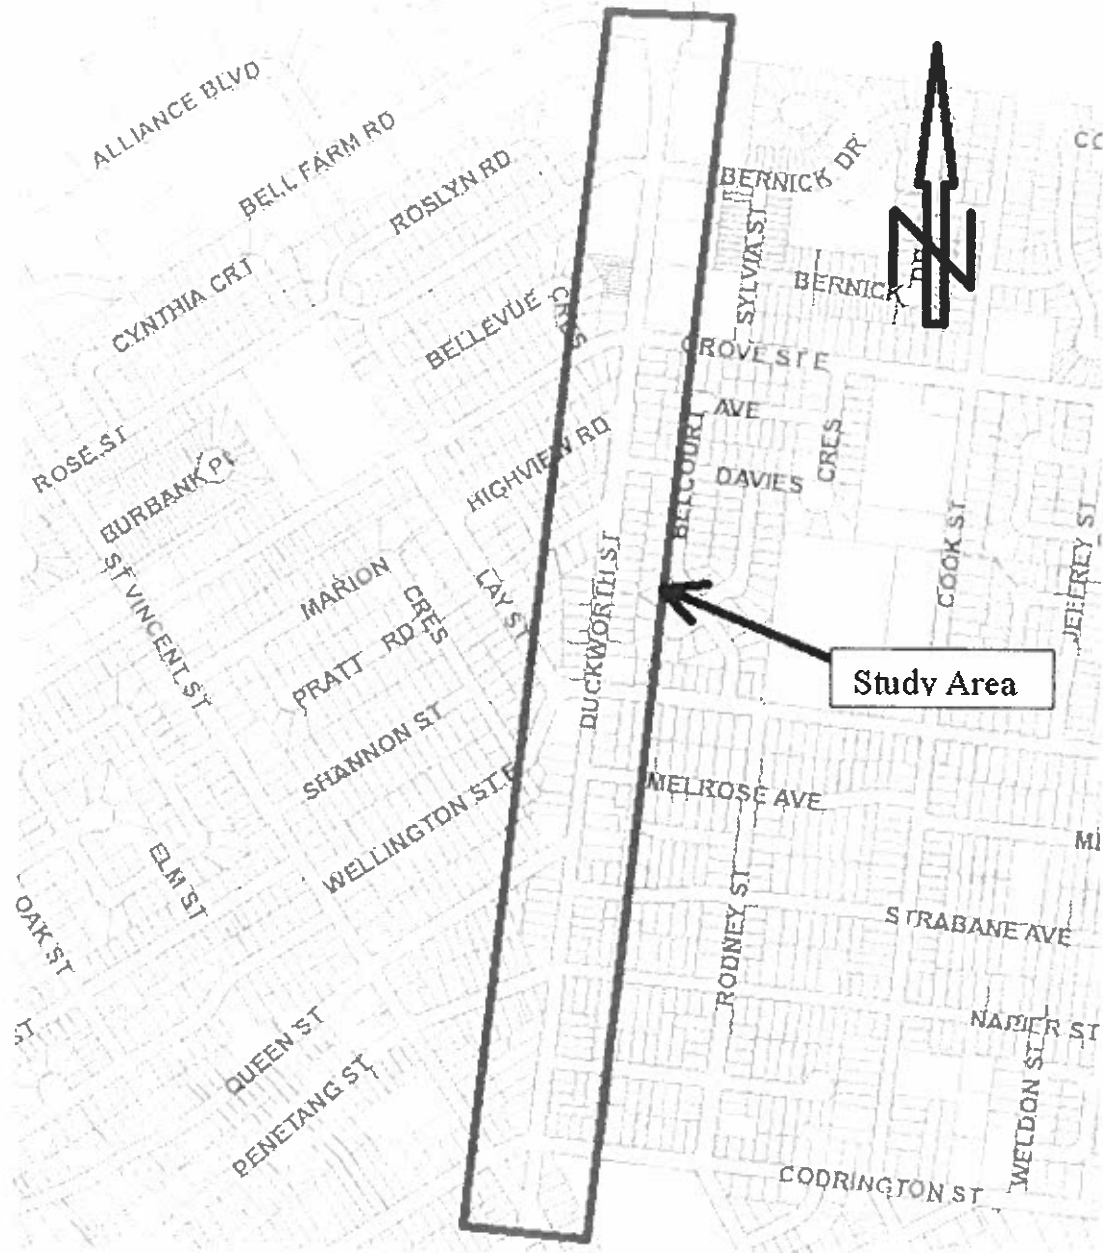 ALLIANCE BLVD
BELL FARM RD
ROSLYN RD
BERNICK DR
CYNTHIA CRT
BELLEVUE CRES
SYLVIA ST
BERNICK DR
N
GROVE ST E
AVE
BELCOURT
DAVIES
CRES
ROSE ST
BURBANK PL
HIGHVIEW RD
ST VINCENT ST
MARION
CRES
LAY ST
DUCKWORTH ST
COOK ST
JEFFREY ST
PRATT RD
Study Area
SHANNON ST
WELLINGTON ST E
MELROSE AVE
ELM ST
OAK ST
RODNEY ST
STRABANE AVE
NAPIER ST
ST
QUEEN ST
PENETANG ST
WELDON ST
CODRINGTON ST